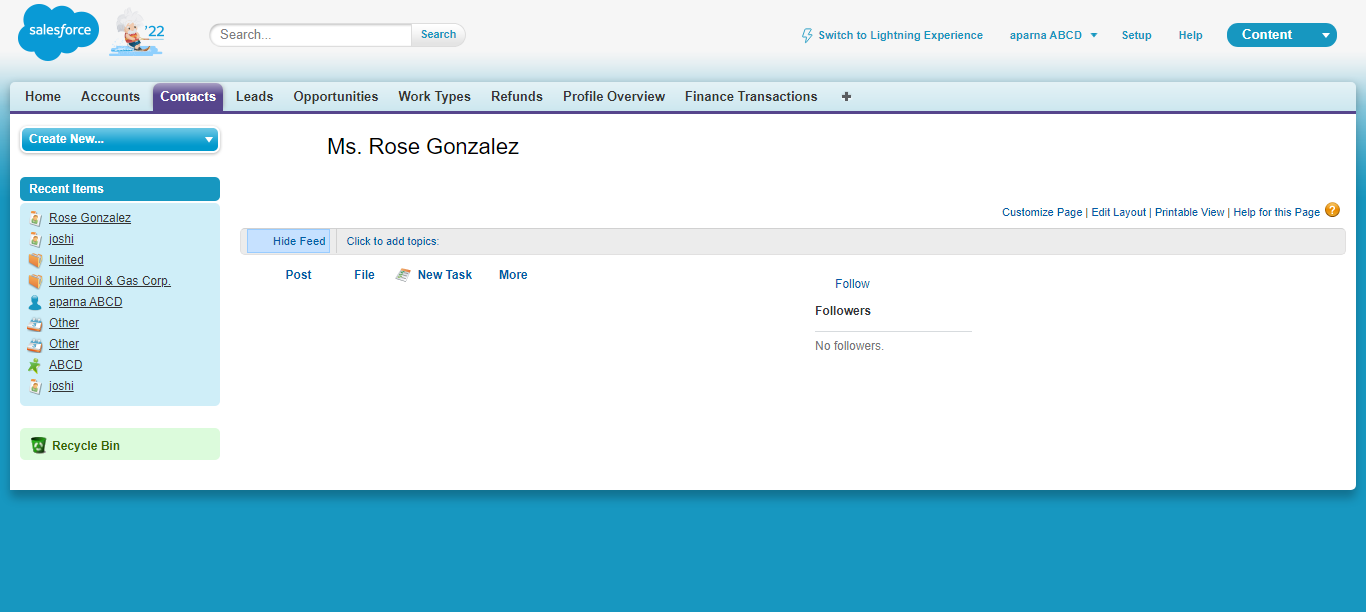 salesforce '22 Search... Search Switch to Lightning Experience aparna ABCD Setup Help Content
Home Accounts Contacts Leads Opportunities Work Types Refunds Profile Overview Finance Transactions +
Create New...
Ms. Rose Gonzalez
Recent Items
Rose Gonzalez
joshi
United
United Oil & Gas Corp.
aparna ABCD
Other
Other
ABCD
joshi
Recycle Bin
Customize Page | Edit Layout | Printable View | Help for this Page ?
Hide Feed Click to add topics:
Post File New Task More
Follow
Followers
No followers.